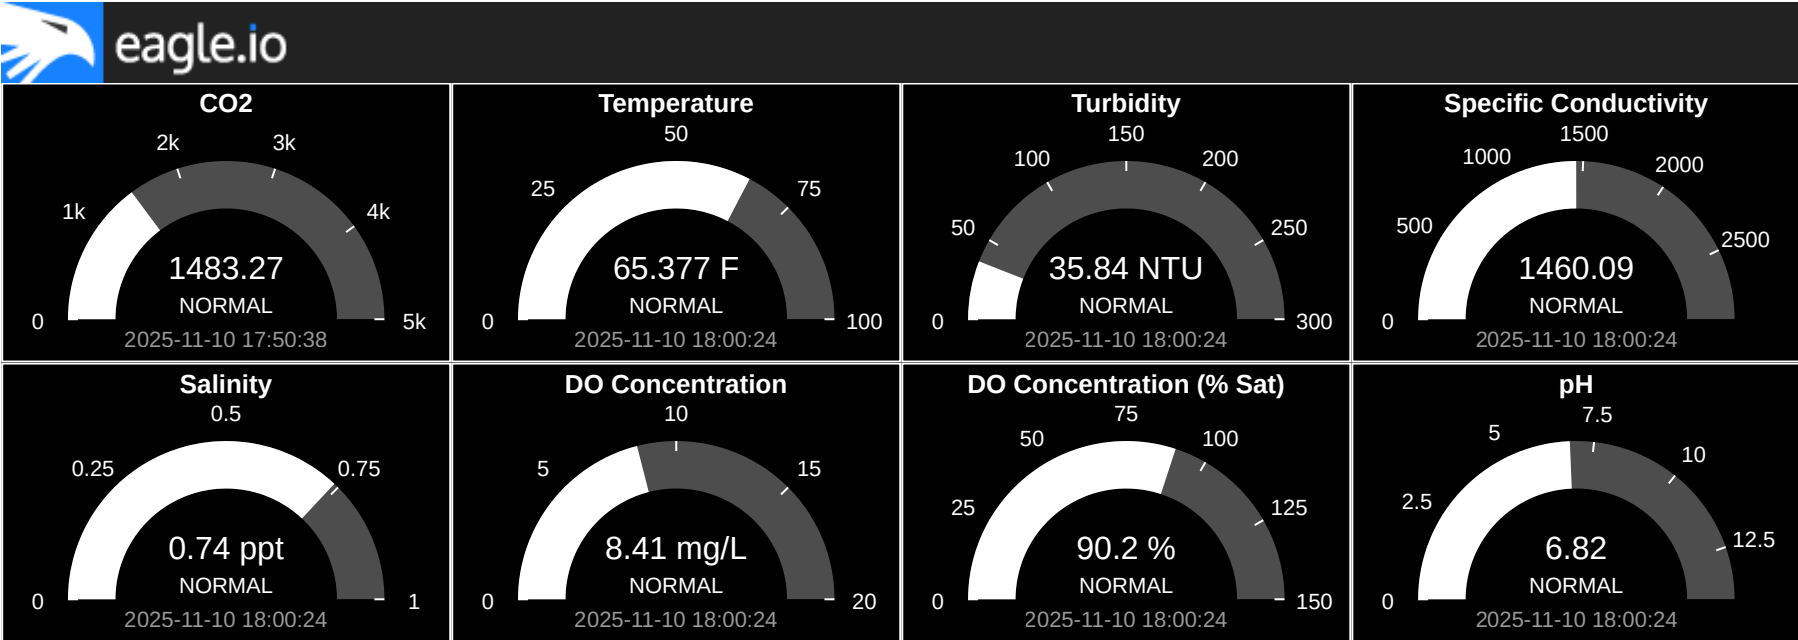 eagle.io
CO2
2k 3k
1k 4k
1483.27
NORMAL
0 5k
2025-11-10 17:50:38
Temperature
50
25 75
65.377 F
NORMAL
0 100
2025-11-10 18:00:24
Turbidity
150
100 200
50 250
35.84 NTU
NORMAL
0 300
2025-11-10 18:00:24
Specific Conductivity
1500
1000 2000
500 2500
1460.09
NORMAL
0
2025-11-10 18:00:24
Salinity
0.5
0.25 0.75
0.74 ppt
NORMAL
0 1
2025-11-10 18:00:24
DO Concentration
10
5 15
8.41 mg/L
NORMAL
0 20
2025-11-10 18:00:24
DO Concentration (% Sat)
75
50 100
25 125
90.2 %
NORMAL
0 150
2025-11-10 18:00:24
pH
7.5
5 10
2.5 12.5
6.82
NORMAL
0
2025-11-10 18:00:24